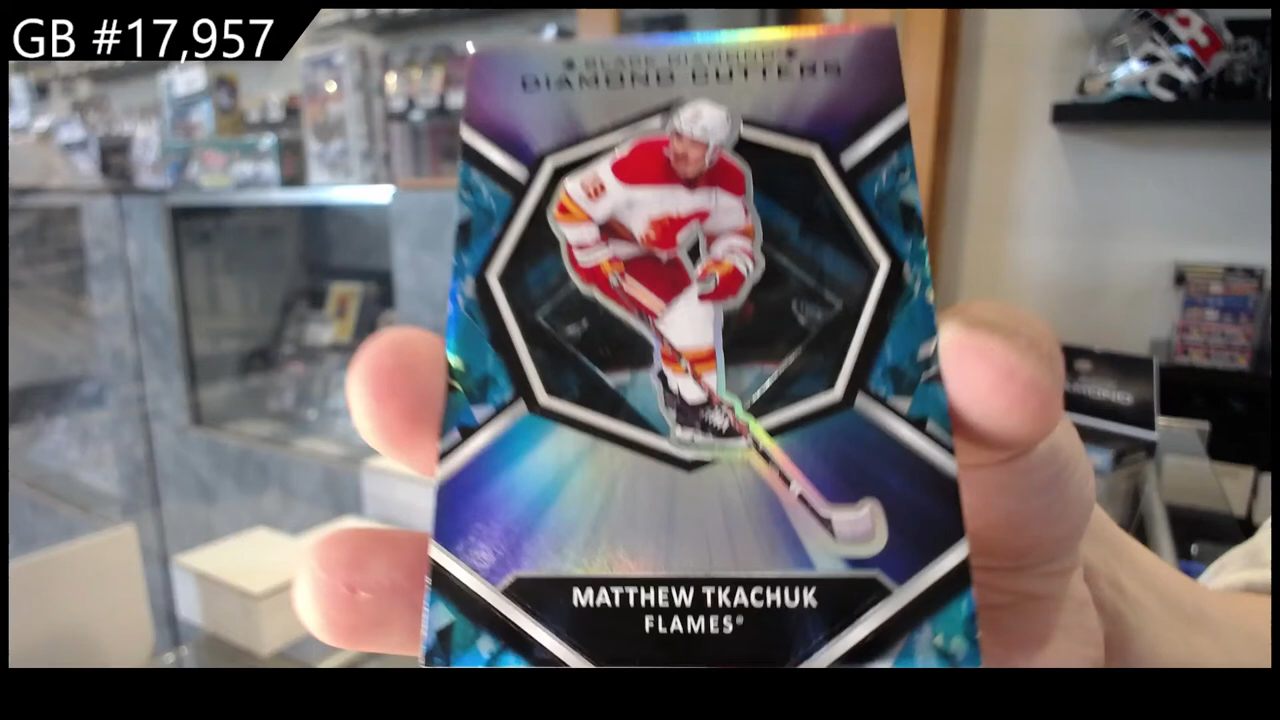 GB #17,957
BLACK DIAMOND
DIAMOND CUTTERS
MATTHEW TKACHUK
FLAMES®